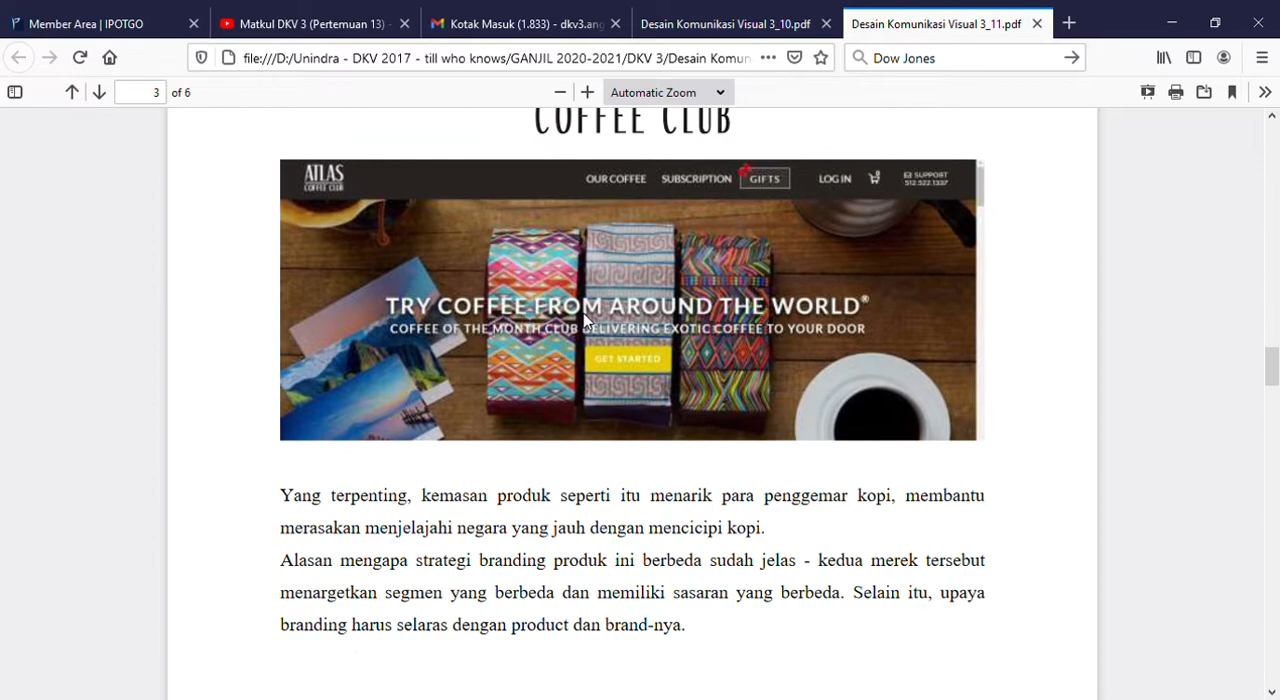 Member Area | IPOTGO
Matkul DKV 3 (Pertemuan 13) -
Kotak Masuk (1.833) - dkv3.ang
Desain Komunikasi Visual 3_10.pdf
Desain Komunikasi Visual 3_11.pdf
file:///D:/Unindra - DKV 2017 - till who knows/GANJIL 2020-2021/DKV 3/Desain Komun
Dow Jones
3 of 6
Automatic Zoom
COFFEE CLUB
ATLAS
COFFEE CLUB
OUR COFFEE
SUBSCRIPTION
GIFTS
LOG IN
0
SUPPORT
512.522.1337
TRY COFFEE FROM AROUND THE WORLD®
COFFEE OF THE MONTH CLUB DELIVERING EXOTIC COFFEE TO YOUR DOOR
GET STARTED
Yang terpenting, kemasan produk seperti itu menarik para penggemar kopi, membantu
merasakan menjelajahi negara yang jauh dengan mencicipi kopi.
Alasan mengapa strategi branding produk ini berbeda sudah jelas - kedua merek tersebut
menargetkan segmen yang berbeda dan memiliki sasaran yang berbeda. Selain itu, upaya
branding harus selaras dengan product dan brand-nya.